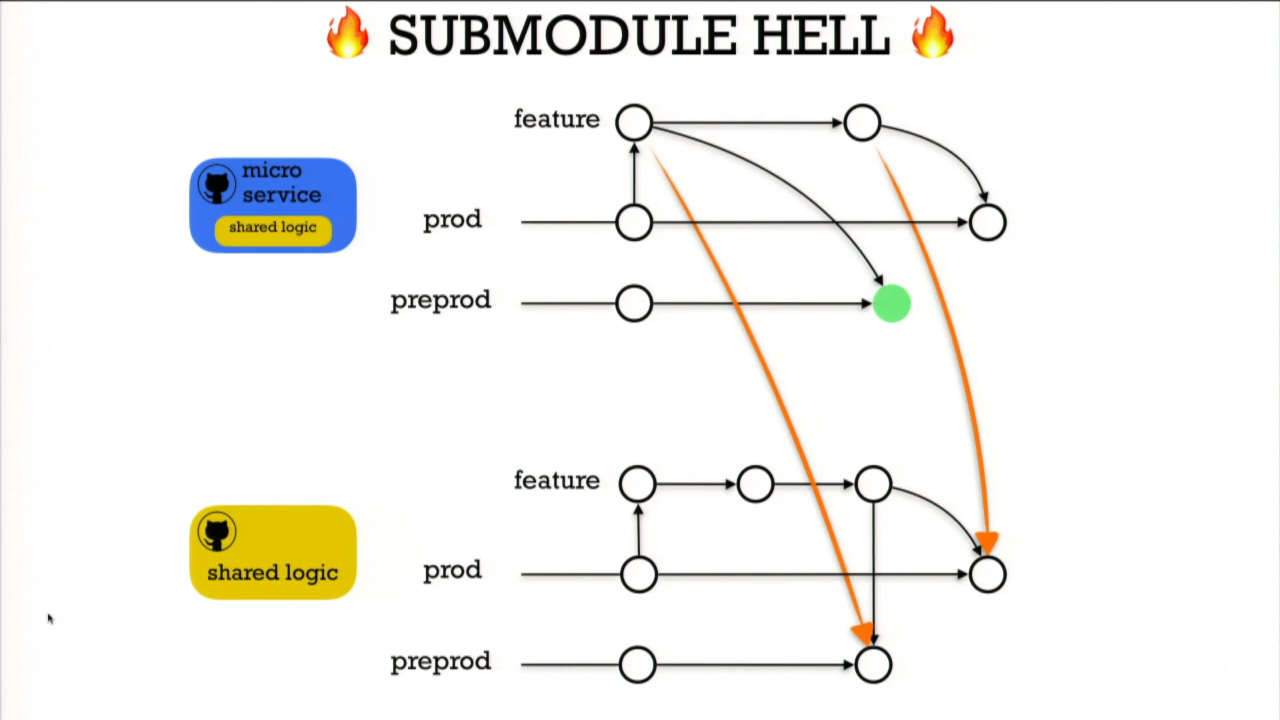 🔥 SUBMODULE HELL 🔥
feature
micro
service
shared logic
prod
preprod
feature
shared logic
prod
preprod